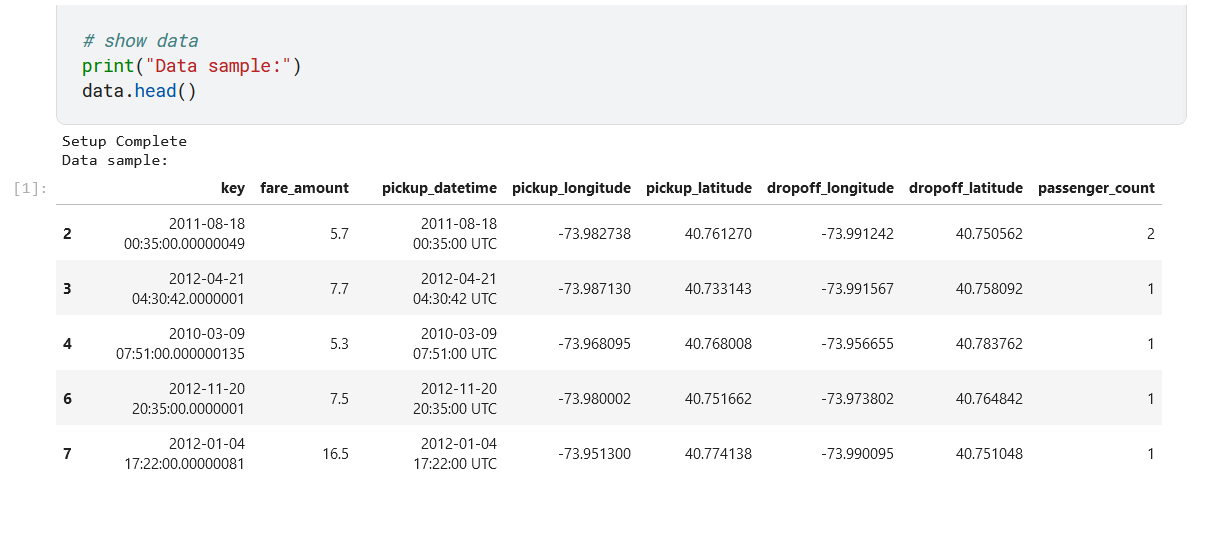 # show data
print("Data sample:")
data.head()
Setup Complete
Data sample:
[1]:
key fare_amount pickup_datetime pickup_longitude pickup_latitude dropoff_longitude dropoff_latitude passenger_count
2 2011-08-18 00:35:00.00000049 5.7 2011-08-18 00:35:00 UTC -73.982738 40.761270 -73.991242 40.750562 2
3 2012-04-21 04:30:42.0000001 7.7 2012-04-21 04:30:42 UTC -73.987130 40.733143 -73.991567 40.758092 1
4 2010-03-09 07:51:00.000000135 5.3 2010-03-09 07:51:00 UTC -73.968095 40.768008 -73.956655 40.783762 1
6 2012-11-20 20:35:00.0000001 7.5 2012-11-20 20:35:00 UTC -73.980002 40.751662 -73.973802 40.764842 1
7 2012-01-04 17:22:00.00000081 16.5 2012-01-04 17:22:00 UTC -73.951300 40.774138 -73.990095 40.751048 1